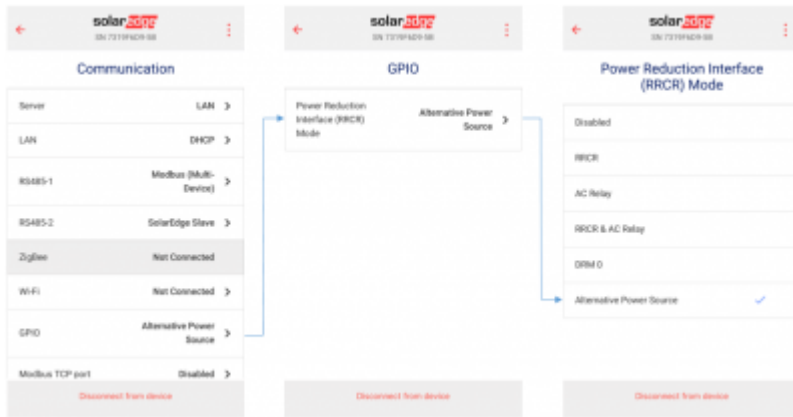 solaredge
Communication
Server LAN
LAN DHCP
RS485-1 Modbus (Multi-
Device)
RS485-2 SolarEdge Slave
ZigBee Not Connected
Wi-Fi Not Connected
GPIO Alternative Power
Source
Modbus TCP port Disabled
Disconnect from device
solaredge
GPIO
Power Reduction
Interface (RRCR)
Mode
Alternative Power
Source
Disconnect from device
solaredge
Power Reduction Interface
(RRCR) Mode
Disabled
RRCR
AC Relay
RRCR & AC Relay
DRM 0
Alternative Power Source
Disconnect from device